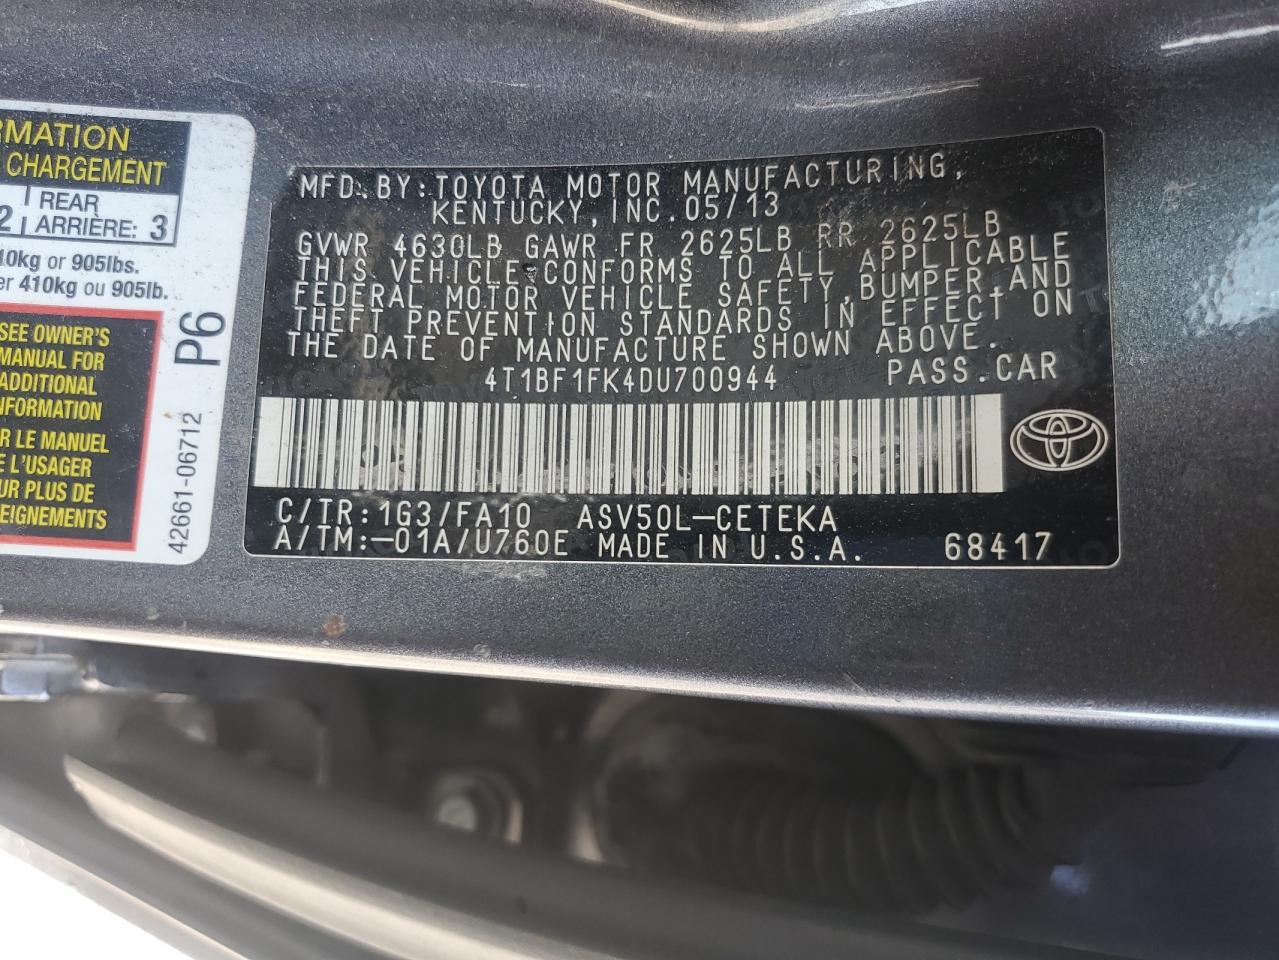 RMATION
CHARGEMENT
2 REAR
ARRIÈRE: 3
10kg or 905lbs.
er 410kg ou 905lb.
SEE OWNER'S
MANUAL FOR
ADDITIONAL
NFORMATION
R LE MANUEL
E L'USAGER
UR PLUS DE
EIGNEMENTS
P6
42661-06712
MFD.BY:TOYOTA MOTOR MANUFACTURING,
KENTUCKY,INC.05/13
GVWR 4630LB GAWR FR 2625LB RR 2625LB
THIS VEHICLE CONFORMS TO ALL APPLICABLE
FEDERAL MOTOR VEHICLE SAFETY,BUMPER,AND
THEFT PREVENTION STANDARDS IN EFFECT ON
THE DATE OF MANUFACTURE SHOWN ABOVE.
4T1BF1FK4DU700944 PASS.CAR
C/TR:1G3/FA10 ASV50L-CETEKA
A/TM:-01A/U760E MADE IN U.S.A. 68417